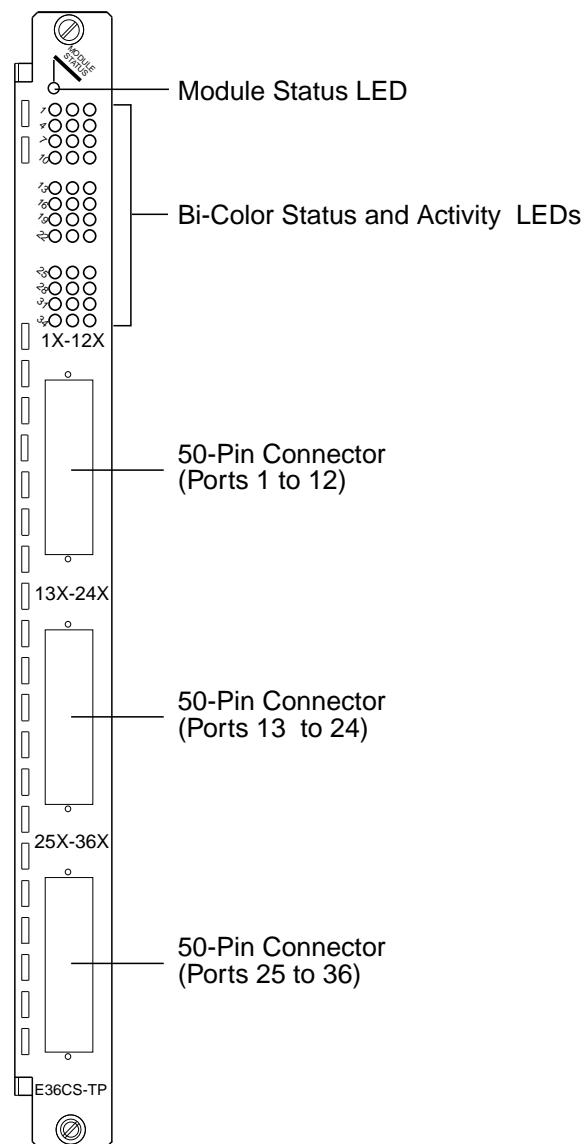 MODULE
STATUS
Module Status LED
1
4
7
10
13
16
19
22
Bi-Color Status and Activity LEDs
25
28
31
34
1X-12X
50-Pin Connector
(Ports 1 to 12)
13X-24X
50-Pin Connector
(Ports 13 to 24)
25X-36X
50-Pin Connector
(Ports 25 to 36)
E36CS-TP